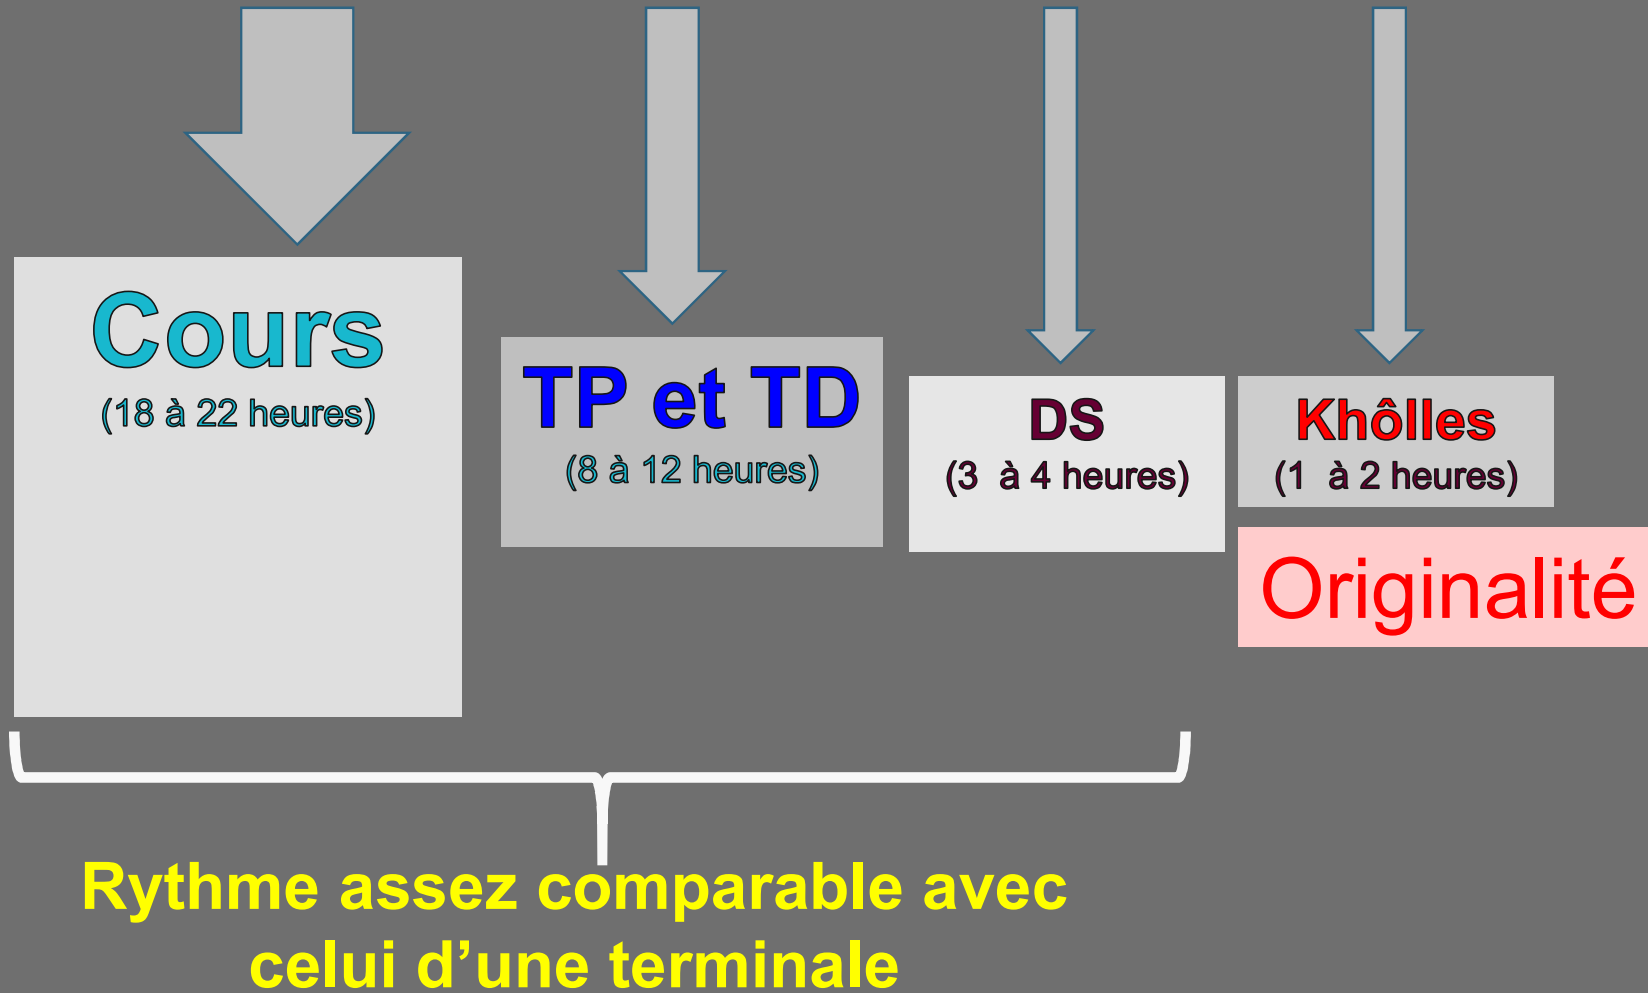 Cours
(18 à 22 heures)
TP et TD
(8 à 12 heures)
DS
(3 à 4 heures)
Khôlles
(1 à 2 heures)
Originalité
Rythme assez comparable avec
celui d’une terminale